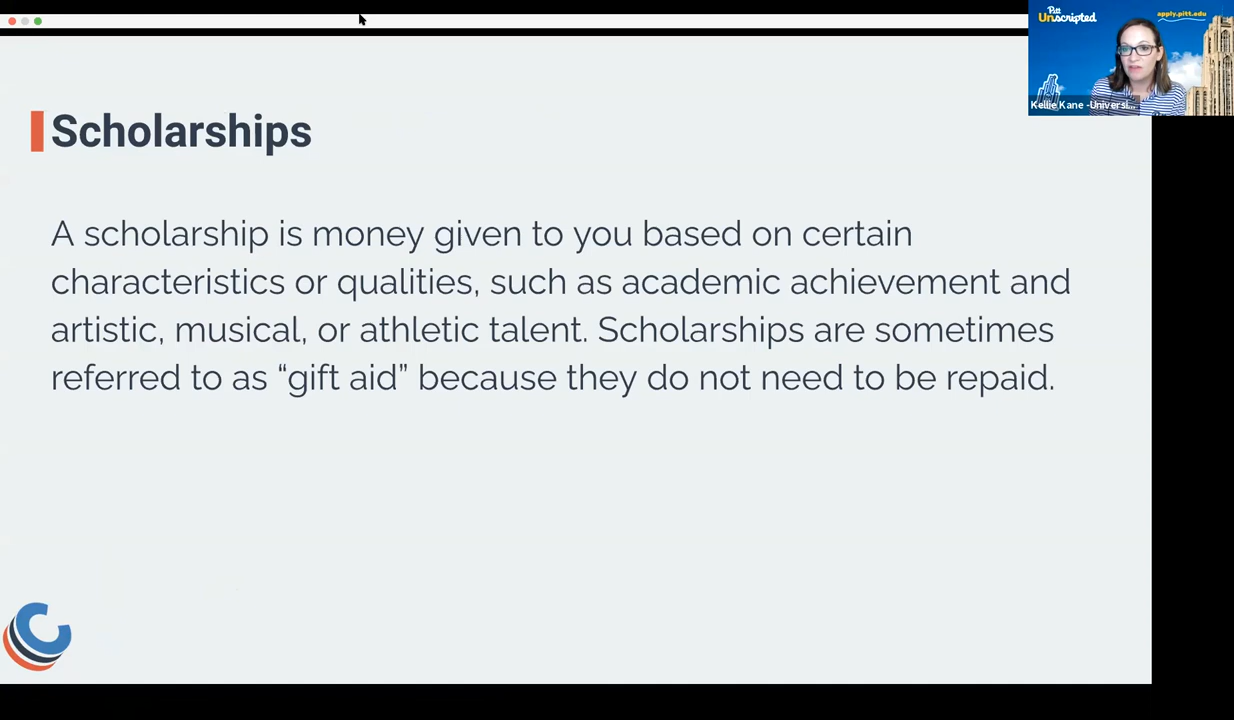 Pitt
Unscripted
apply.pitt.edu
Kellie Kane -Universi...
Scholarships
A scholarship is money given to you based on certain
characteristics or qualities, such as academic achievement and
artistic, musical, or athletic talent. Scholarships are sometimes
referred to as “gift aid” because they do not need to be repaid.